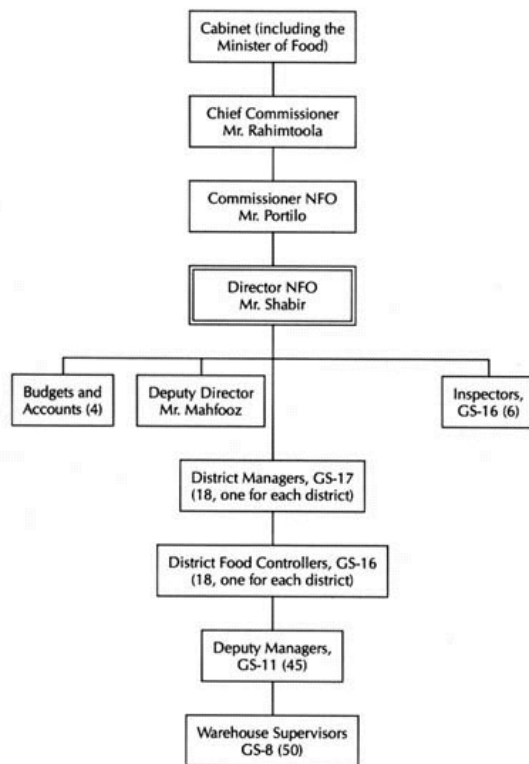 Cabinet (including the
Minister of Food)
Chief Commissioner
Mr. Rahimtoola
Commissioner NFO
Mr. Portilo
Director NFO
Mr. Shabir
Budgets and
Accounts (4)
Deputy Director
Mr. Mahfooz
Inspectors,
GS-16 (6)
District Managers, GS-17
(18, one for each district)
District Food Controllers, GS-16
(18, one for each district)
Deputy Managers,
GS-11 (45)
Warehouse Supervisors
GS-8 (50)